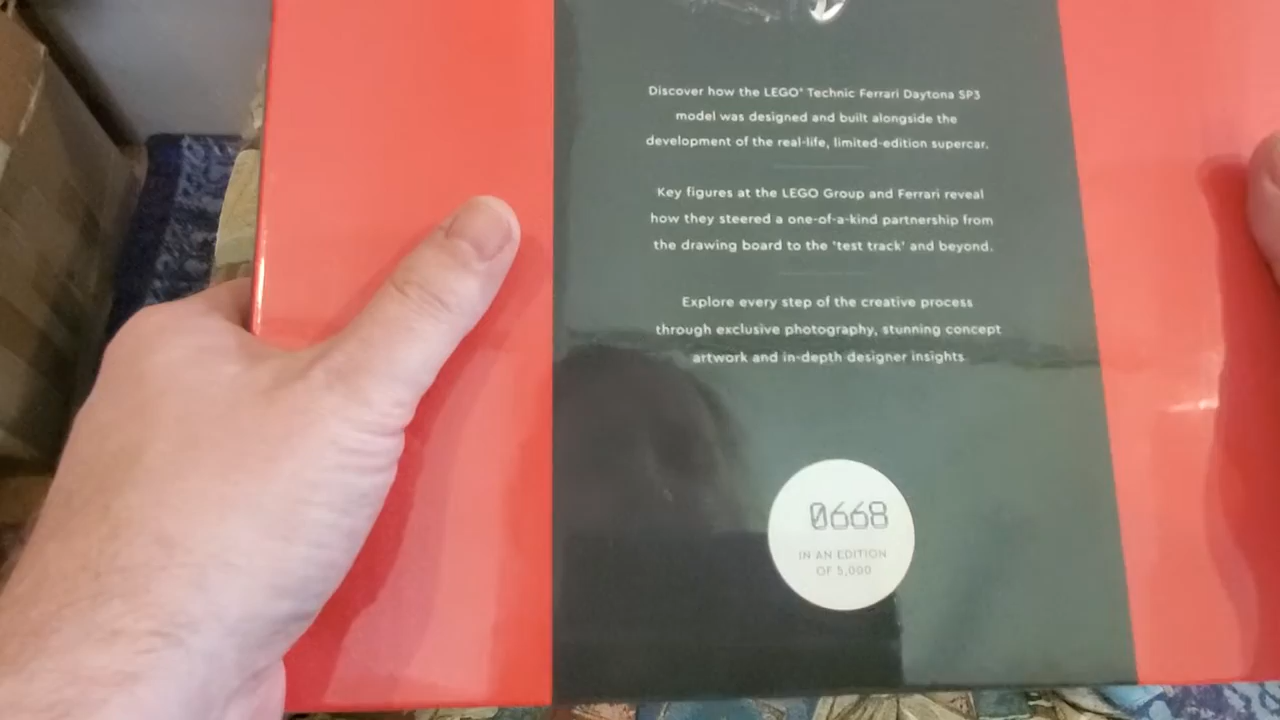 Discover how the LEGO® Technic Ferrari Daytona SP3
model was designed and built alongside the
development of the real-life, limited-edition supercar.
Key figures at the LEGO Group and Ferrari reveal
how they steered a one-of-a-kind partnership from
the drawing board to the 'test track' and beyond.
Explore every step of the creative process
through exclusive photography, stunning concept
artwork and in-depth designer insights.
0668
IN AN EDITION
OF 5,000